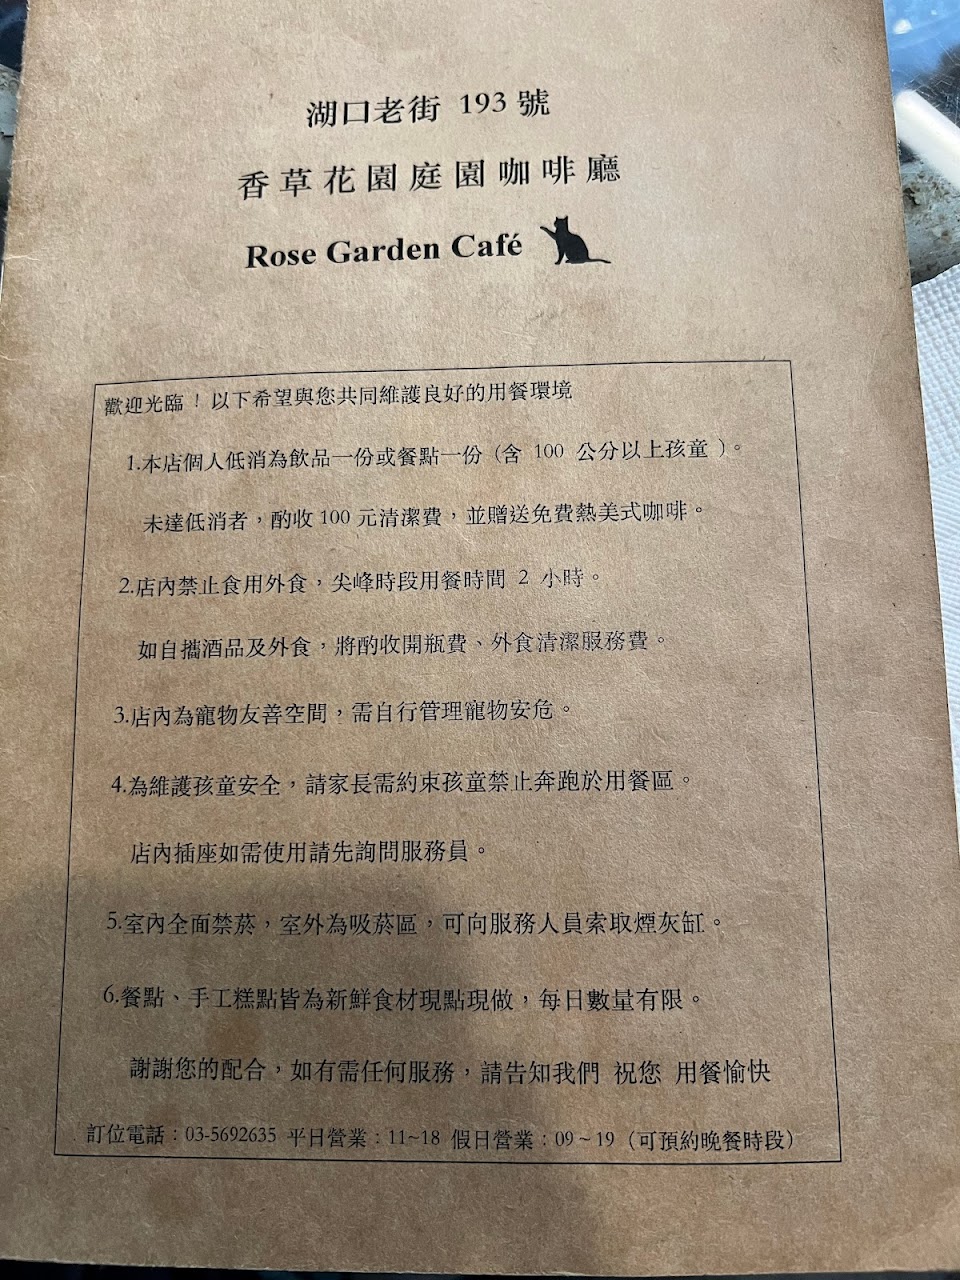 湖口老街 193 號
香草花園庭園咖啡廳
Rose Garden Café
歡迎光臨！以下希望與您共同維護良好的用餐環境
1.本店個人低消為飲品一份或餐點一份 (含 100 公分以上孩童 )。
未達低消者，酌收 100 元清潔費，並贈送免費熱美式咖啡。
2.店內禁止食用外食，尖峰時段用餐時間 2 小時。
如自攜酒品及外食，將酌收開瓶費、外食清潔服務費。
3.店內為寵物友善空間，需自行管理寵物安危。
4.為維護孩童安全，請家長需約束孩童禁止奔跑於用餐區。
店內插座如需使用請先詢問服務員。
5.室內全面禁菸，室外為吸菸區，可向服務人員索取煙灰缸。
6.餐點、手工糕點皆為新鮮食材現點現做，每日數量有限。
謝謝您的配合，如有需任何服務，請告知我們 祝您 用餐愉快
訂位電話：03-5692635 平日營業：11~18 假日營業：09～19（可預約晚餐時段）